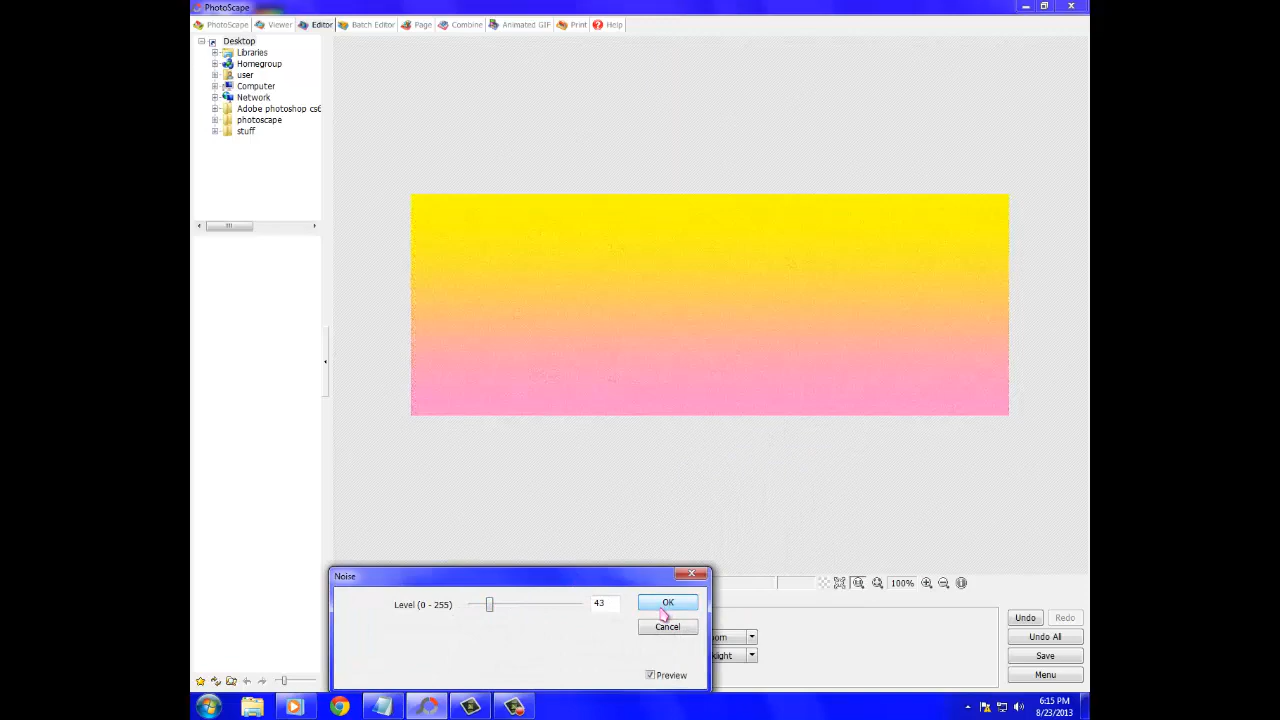 PhotoScape
PhotoScape Viewer Editor Batch Editor Page Combine Animated GIF Print Help
Desktop
Libraries
Homegroup
user
Computer
Network
Adobe photoshop cs6
photoscape
stuff
100%
Noise
Level (0 - 255) 43 OK
Cancel
Preview
oom
klight
Undo Redo
Undo All
Save
Menu
6:15 PM
8/23/2013